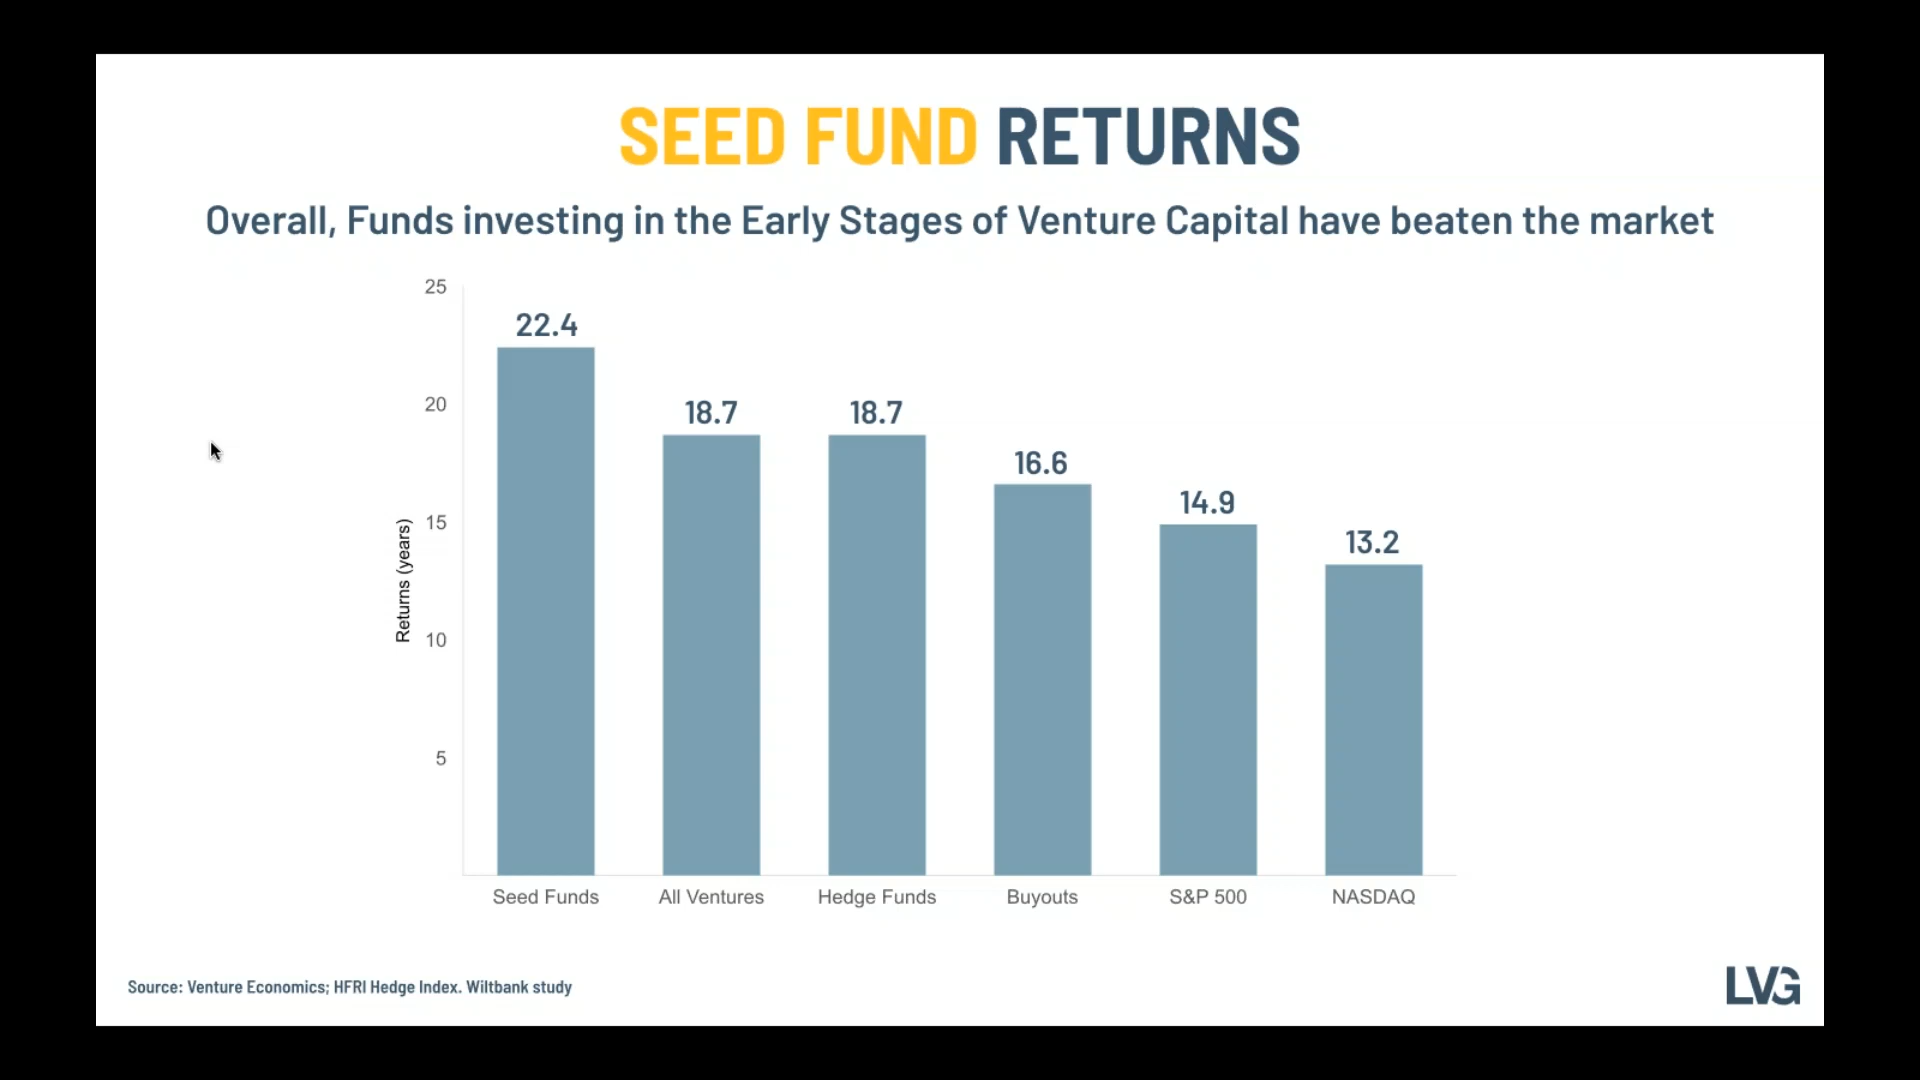 SEED FUND RETURNS
Overall, Funds investing in the Early Stages of Venture Capital have beaten the market
25
20
15
10
5
Returns (years)
22.4
18.7
18.7
16.6
14.9
13.2
Seed Funds
All Ventures
Hedge Funds
Buyouts
S&P 500
NASDAQ
Source: Venture Economics; HFRI Hedge Index. Wiltbank study
LVG